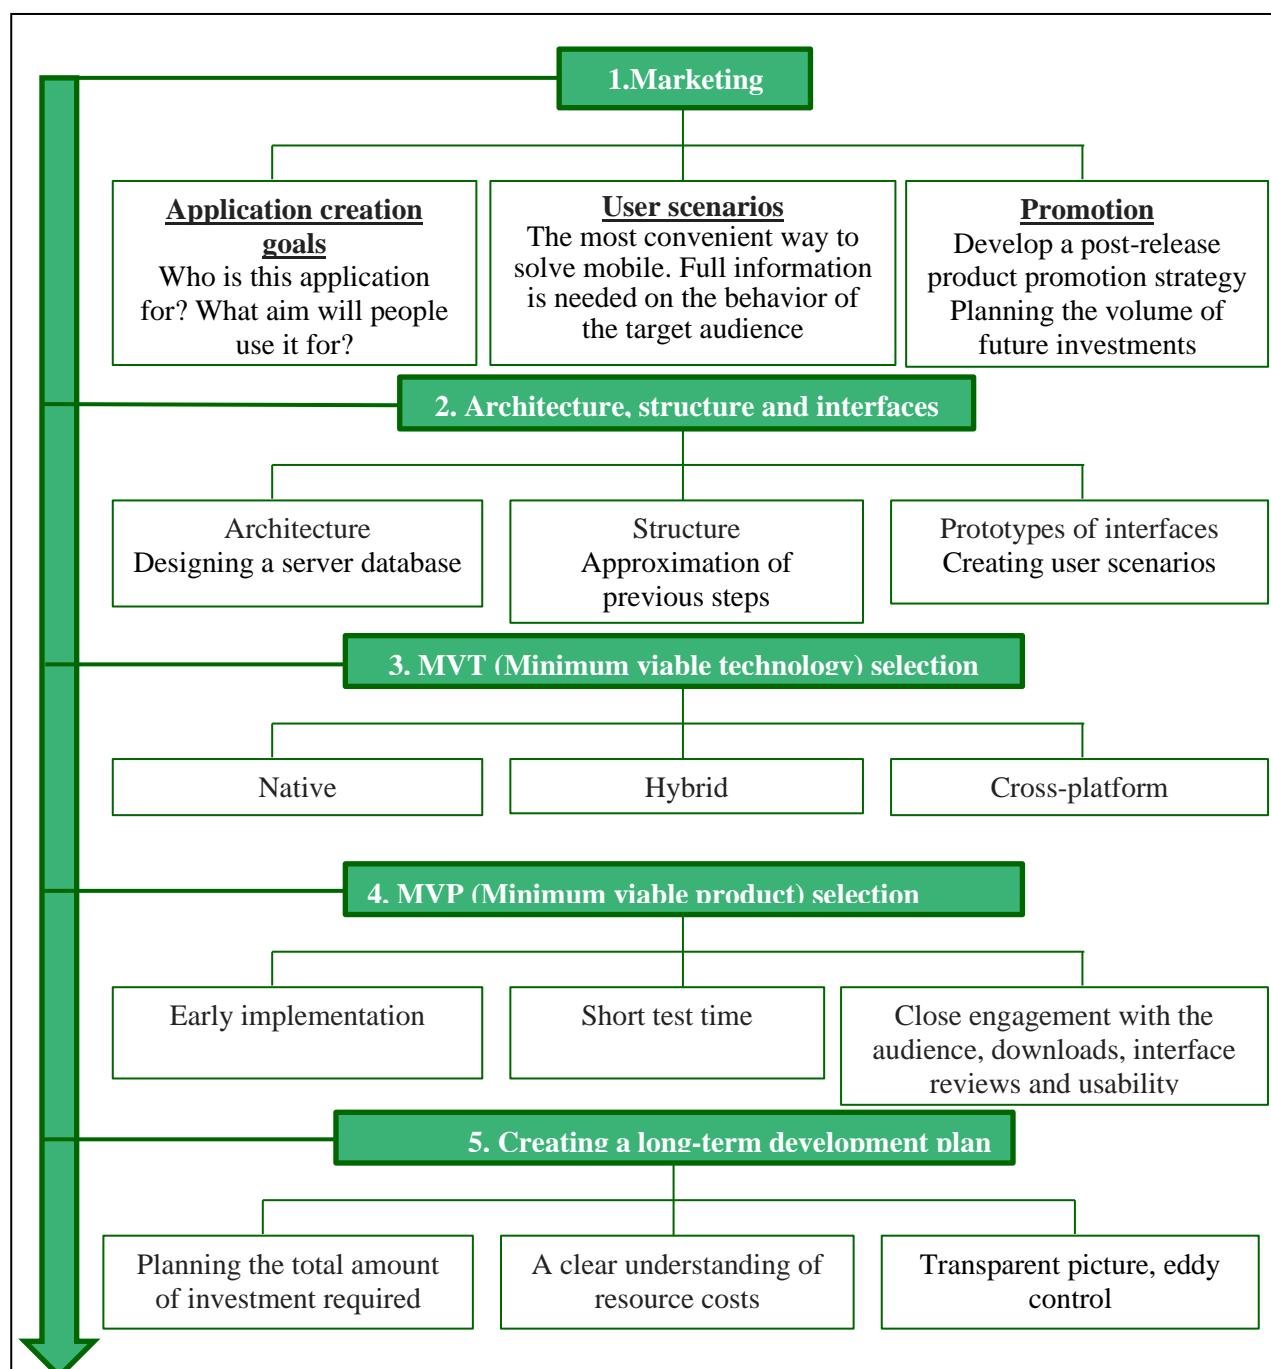 1.Marketing
Application creation
goals
Who is this application
for? What aim will people
use it for?
User scenarios
The most convenient way to
solve mobile. Full information
is needed on the behavior of
the target audience
Promotion
Develop a post-release
product promotion strategy
Planning the volume of
future investments
2. Architecture, structure and interfaces
Architecture
Designing a server database
Structure
Approximation of
previous steps
Prototypes of interfaces
Creating user scenarios
3. MVT (Minimum viable technology) selection
Native
Hybrid
Cross-platform
4. MVP (Minimum viable product) selection
Early implementation
Short test time
Close engagement with the
audience, downloads, interface
reviews and usability
5. Creating a long-term development plan
Planning the total amount
of investment required
A clear understanding of
resource costs
Transparent picture, eddy
control